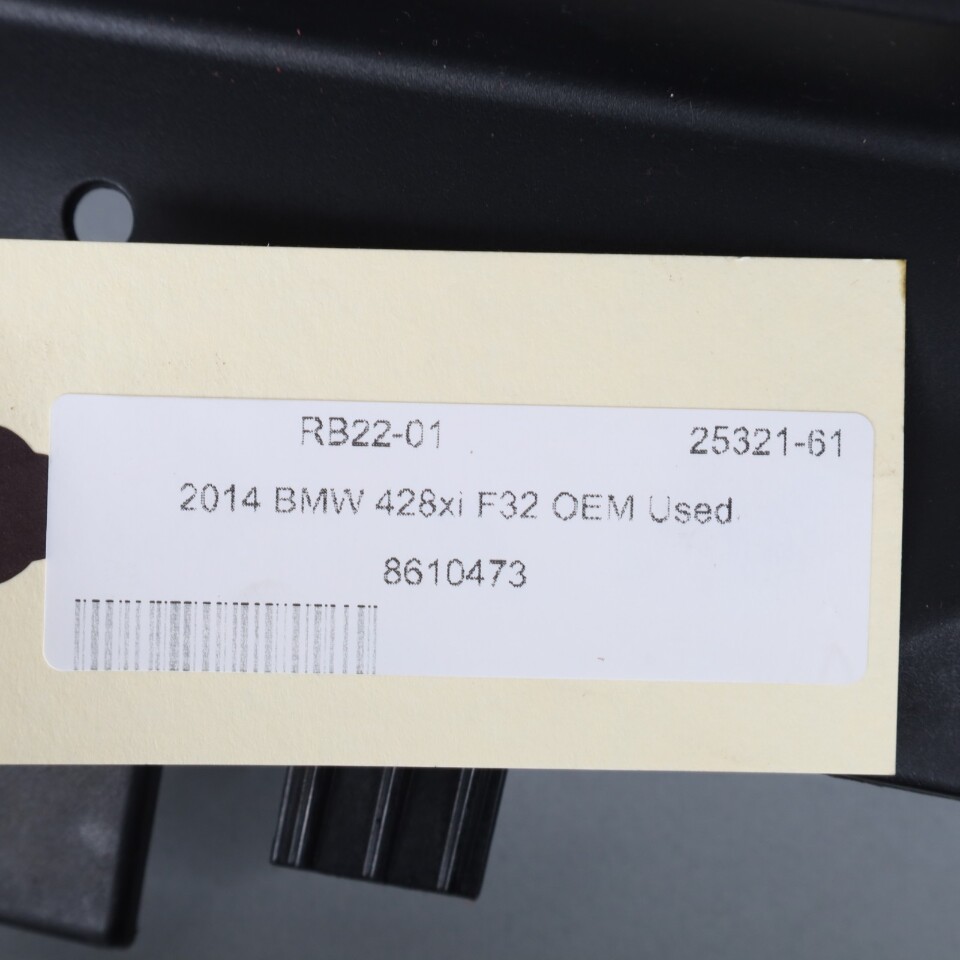 RB22-01 25321-61
2014 BMW 428xi F32 OEM Used
8610473